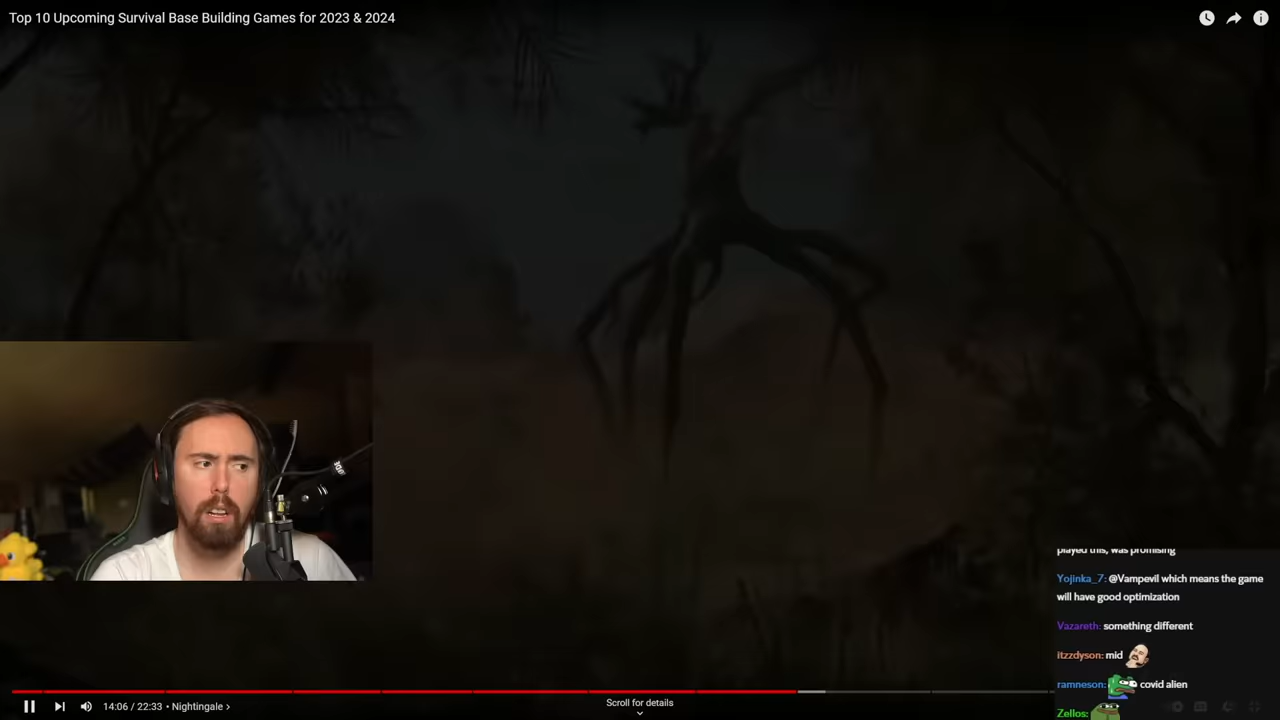 Top 10 Upcoming Survival Base Building Games for 2023 & 2024
played this, was promising
Yojinka_7: @Vampevil which means the game
will have good optimization
Vazareth: something different
itzzdyson: mid
ramneson: covid alien
Zellos:
Scroll for details
14:06 / 22:33 • Nightingale